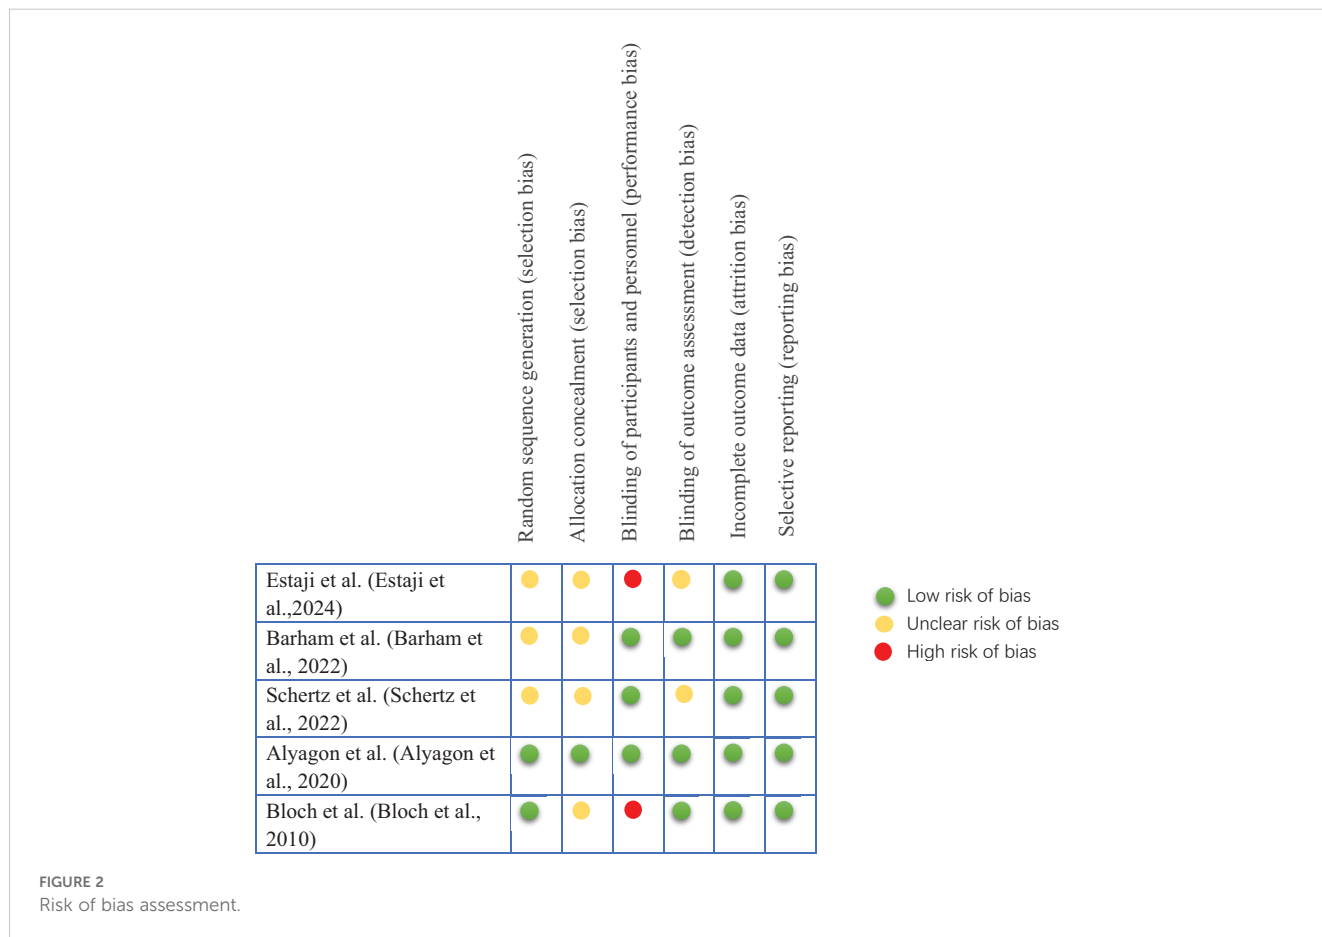 Random sequence generation (selection bias)
Allocation concealment (selection bias)
Blinding of participants and personnel (performance bias)
Blinding of outcome assessment (detection bias)
Incomplete outcome data (attrition bias)
Selective reporting (reporting bias)
Estaji et al. (Estaji et
al.,2024)
Barham et al. (Barham et
al., 2022)
Schertz et al. (Schertz et
al., 2022)
Alyagon et al. (Alyagon et
al., 2020)
Bloch et al. (Bloch et al.,
2010)
Low risk of bias
Unclear risk of bias
High risk of bias
FIGURE 2
Risk of bias assessment.